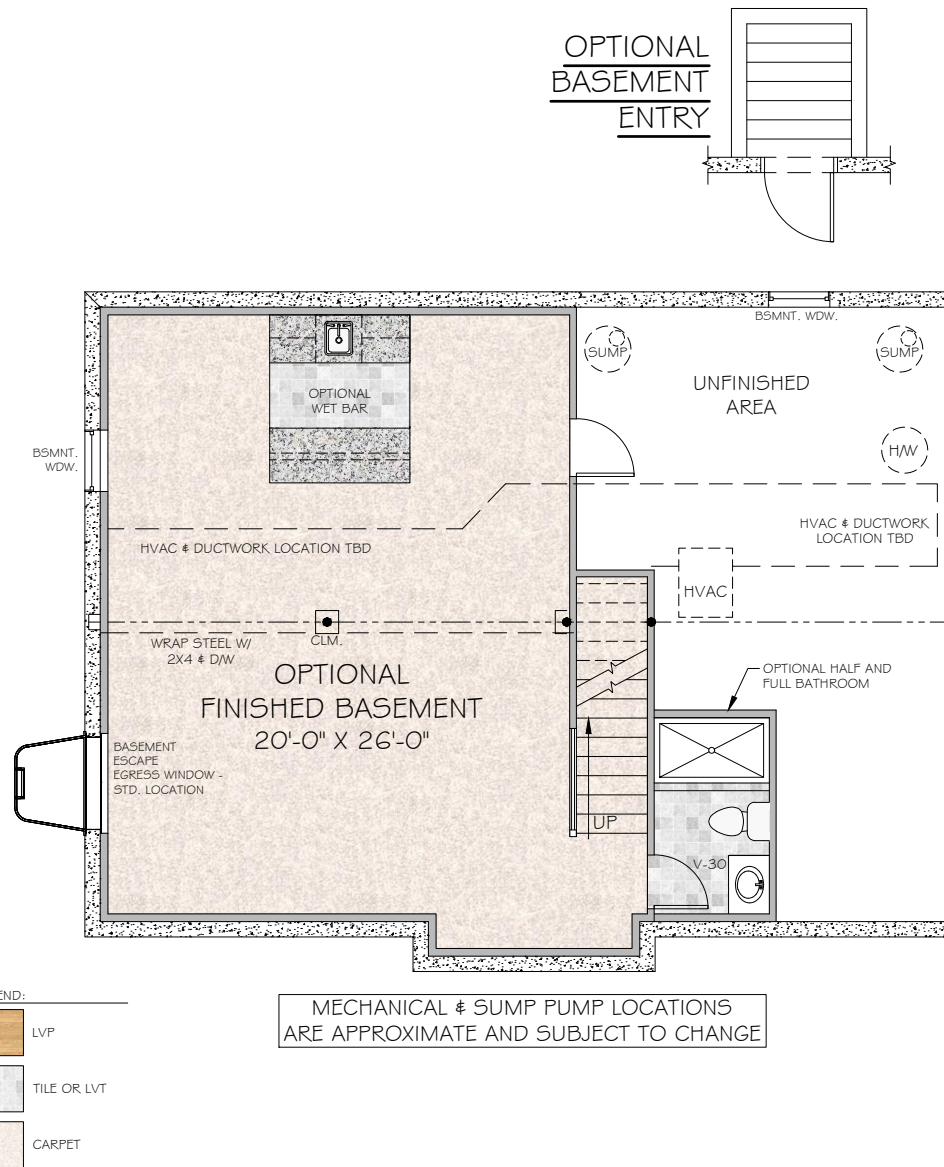 OPTIONAL
BASEMENT
ENTRY
BSMNT. WDW.
SUMP
SUMP
UNFINISHED
AREA
OPTIONAL
WET BAR
BSMNT.
WDW.
H/W
HVAC & DUCTWORK LOCATION TBD
HVAC & DUCTWORK
LOCATION TBD
HVAC
WRAP STEEL W/
2X4 & D/W
CLM.
OPTIONAL
FINISHED BASEMENT
20'-0" X 26'-0"
OPTIONAL HALF AND
FULL BATHROOM
BASEMENT
ESCAPE
EGRESS WINDOW -
STD. LOCATION
UP
V-30
MECHANICAL & SUMP PUMP LOCATIONS
ARE APPROXIMATE AND SUBJECT TO CHANGE
END:
LVP
TILE OR LVT
CARPET